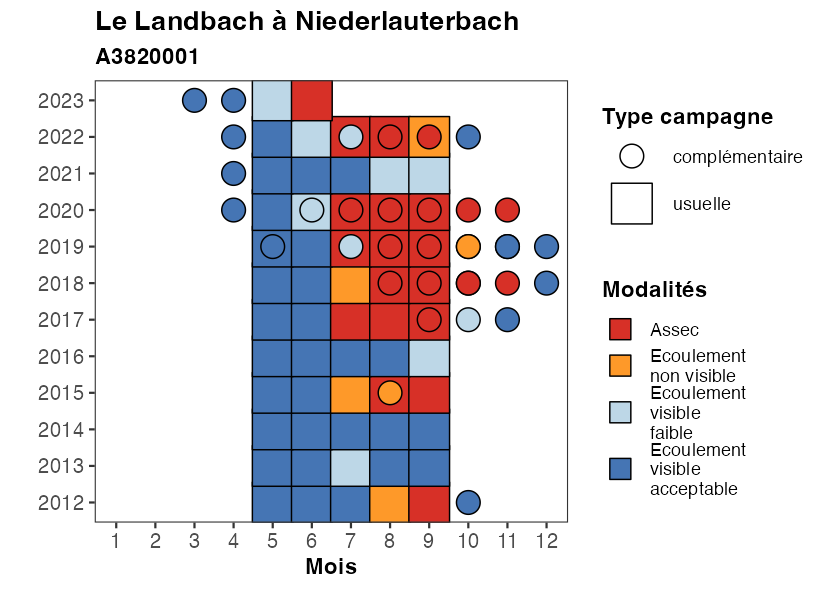 Le Landbach à Niederlauterbach
A3820001
2023
2022
2021
2020
2019
2018
2017
2016
2015
2014
2013
2012
1 2 3 4 5 6 7 8 9 10 11 12
Mois
Type campagne
complémentaire
usuelle
Modalités
Assec
Ecoulement
non visible
Ecoulement
visible
faible
Ecoulement
visible
acceptable